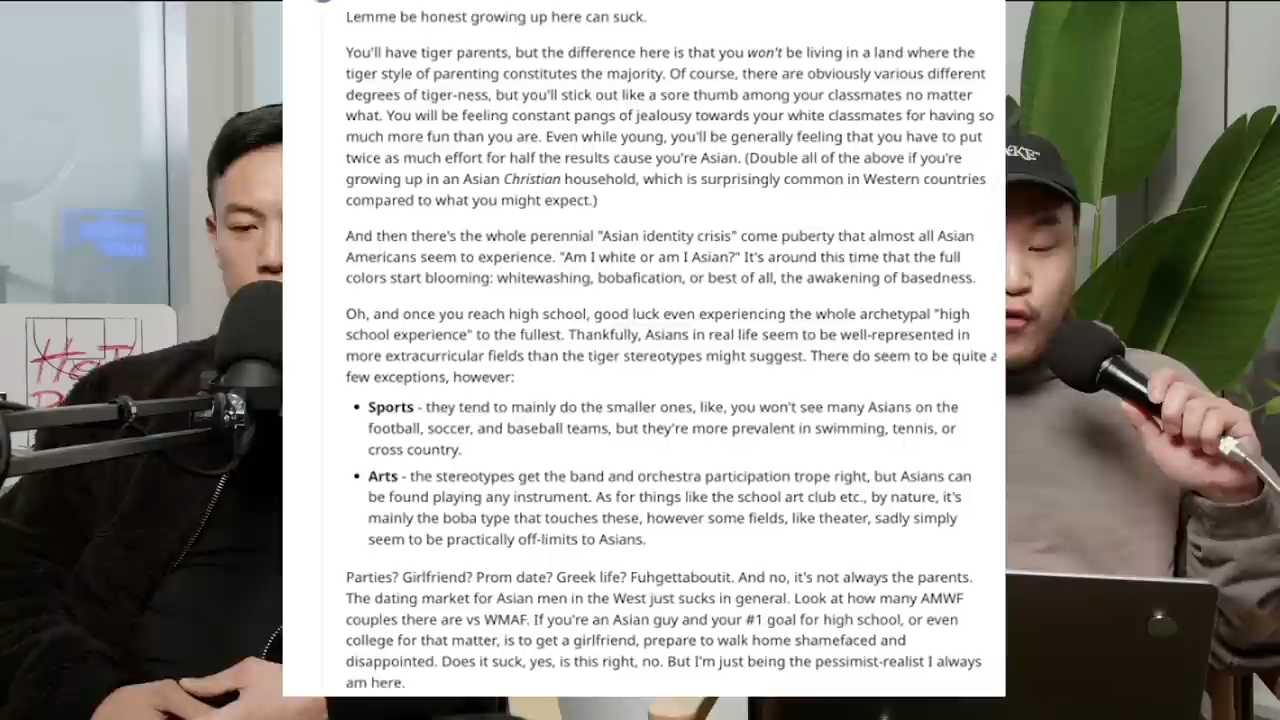 Lemme be honest growing up here can suck.
You'll have tiger parents, but the difference here is that you won't be living in a land where the
tiger style of parenting constitutes the majority. Of course, there are obviously various different
degrees of tiger-ness, but you'll stick out like a sore thumb among your classmates no matter
what. You will be feeling constant pangs of jealousy towards your white classmates for having so
much more fun than you are. Even while young, you'll be generally feeling that you have to put
twice as much effort for half the results cause you're Asian. (Double all of the above if you're
growing up in an Asian Christian household, which is surprisingly common in Western countries
compared to what you might expect.)
And then there's the whole perennial "Asian identity crisis" come puberty that almost all Asian
Americans seem to experience. "Am I white or am I Asian?" It's around this time that the full
colors start blooming: whitewashing, bobafication, or best of all, the awakening of basedness.
Oh, and once you reach high school, good luck even experiencing the whole archetypal "high
school experience" to the fullest. Thankfully, Asians in real life seem to be well-represented in
more extracurricular fields than the tiger stereotypes might suggest. There do seem to be quite a
few exceptions, however:
• Sports - they tend to mainly do the smaller ones, like, you won't see many Asians on the
football, soccer, and baseball teams, but they're more prevalent in swimming, tennis, or
cross country.
• Arts - the stereotypes get the band and orchestra participation trope right, but Asians can
be found playing any instrument. As for things like the school art club etc., by nature, it's
mainly the boba type that touches these, however some fields, like theater, sadly simply
seem to be practically off-limits to Asians.
Parties? Girlfriend? Prom date? Greek life? Fuhgettaboutit. And no, it's not always the parents.
The dating market for Asian men in the West just sucks in general. Look at how many AMWF
couples there are vs WMAF. If you're an Asian guy and your #1 goal for high school, or even
college for that matter, is to get a girlfriend, prepare to walk home shamefaced and
disappointed. Does it suck, yes, is this right, no. But I'm just being the pessimist-realist I always
am here.